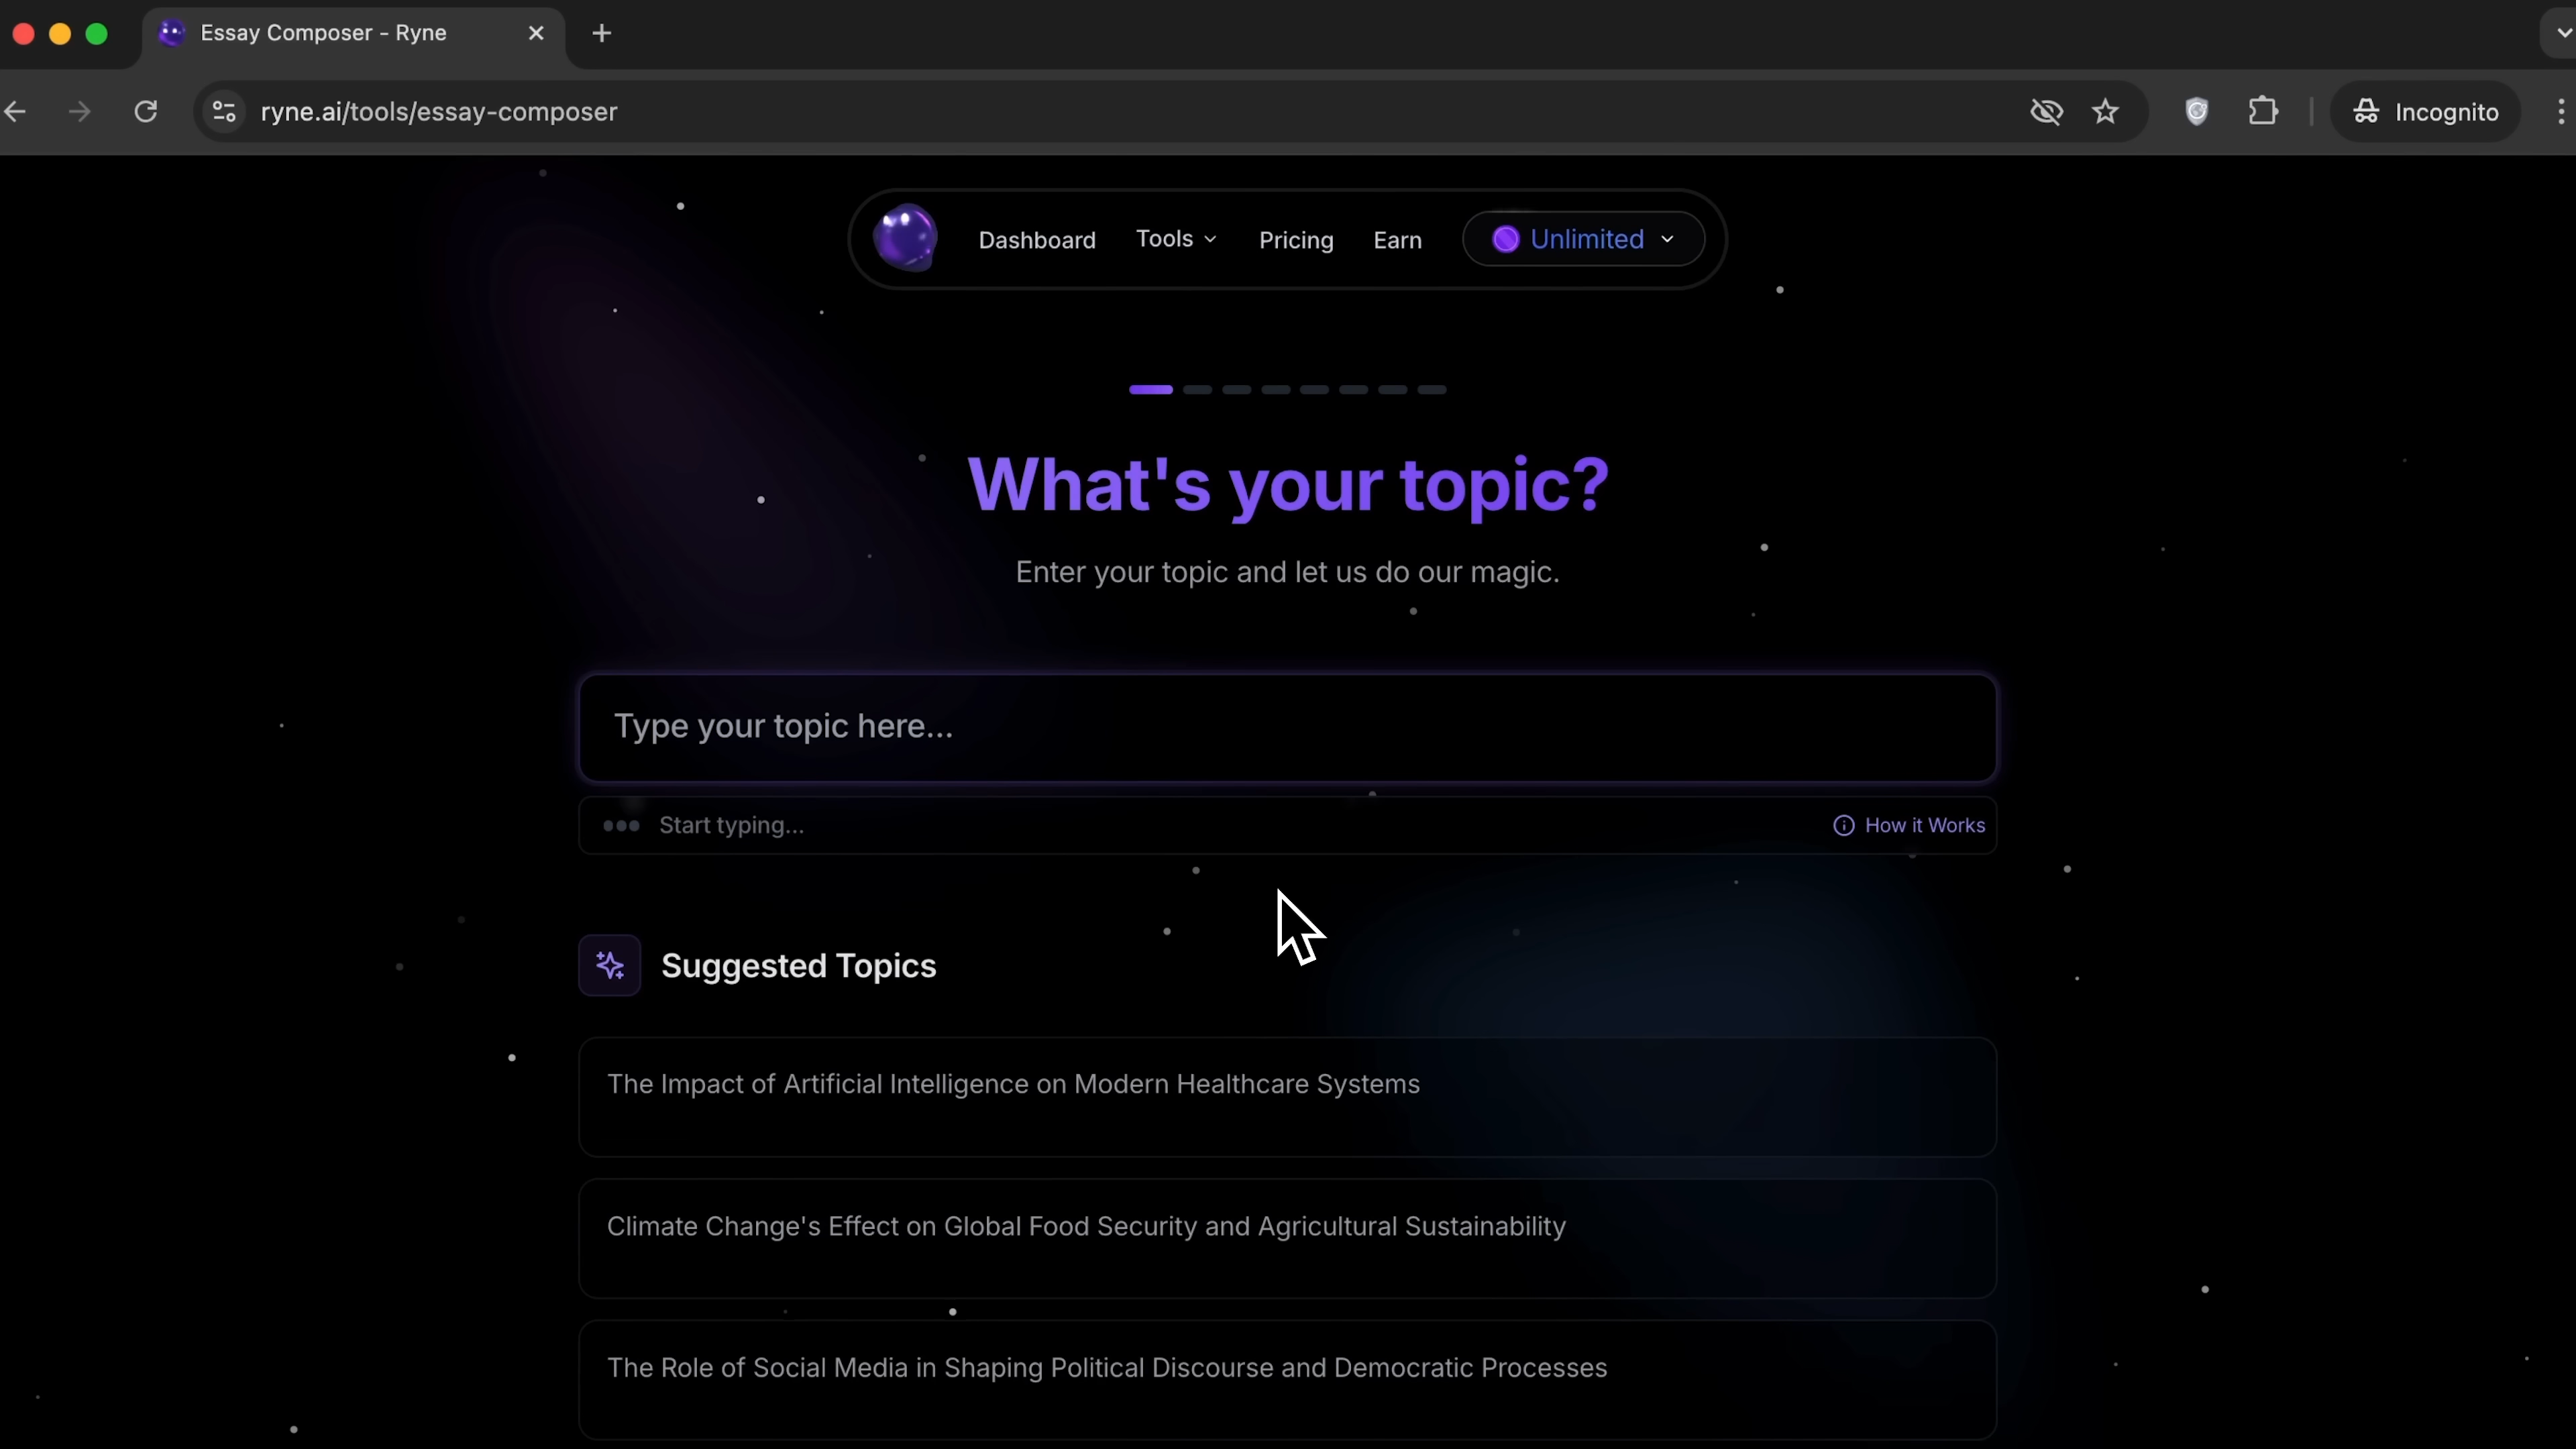 Essay Composer - Ryne
ryne.ai/tools/essay-composer
Incognito
Dashboard
Tools
Pricing
Earn
Unlimited
What's your topic?
Enter your topic and let us do our magic.
Type your topic here...
Start typing...
How it Works
Suggested Topics
The Impact of Artificial Intelligence on Modern Healthcare Systems
Climate Change's Effect on Global Food Security and Agricultural Sustainability
The Role of Social Media in Shaping Political Discourse and Democratic Processes